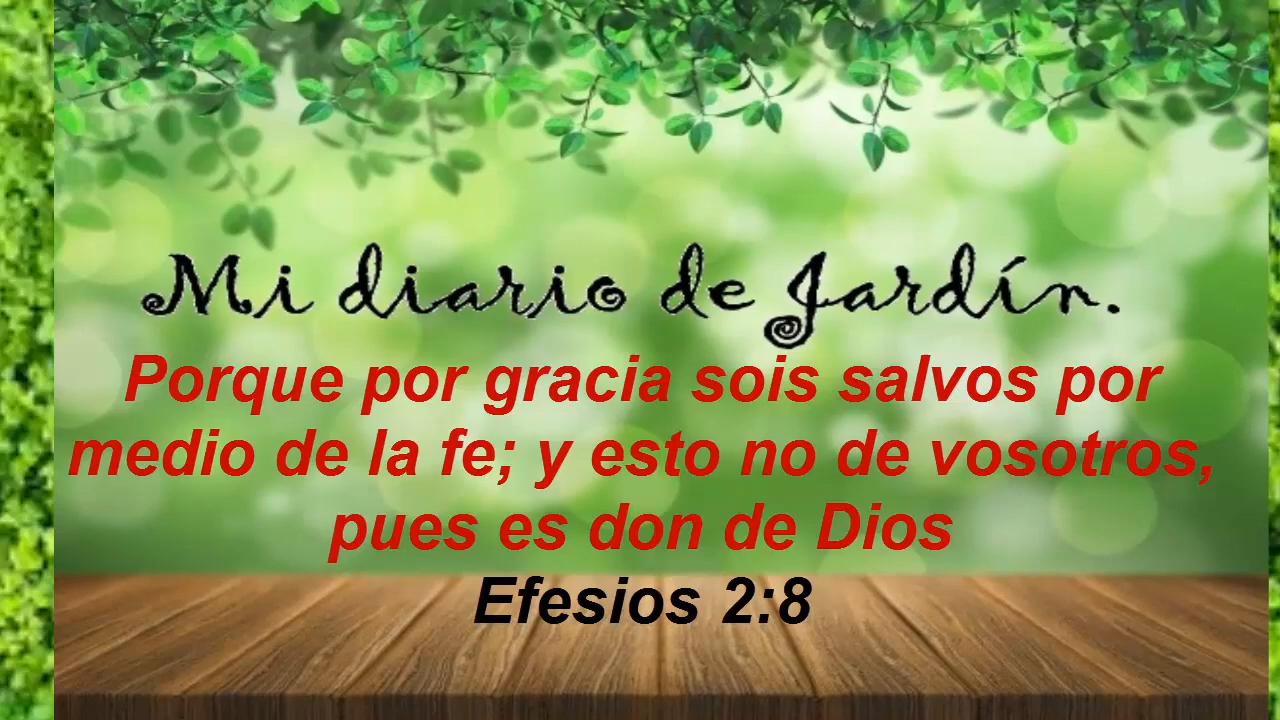 Mi diario de Jardín.
Porque por gracia sois salvos por
medio de la fe; y esto no de vosotros,
pues es don de Dios
Efesios 2:8